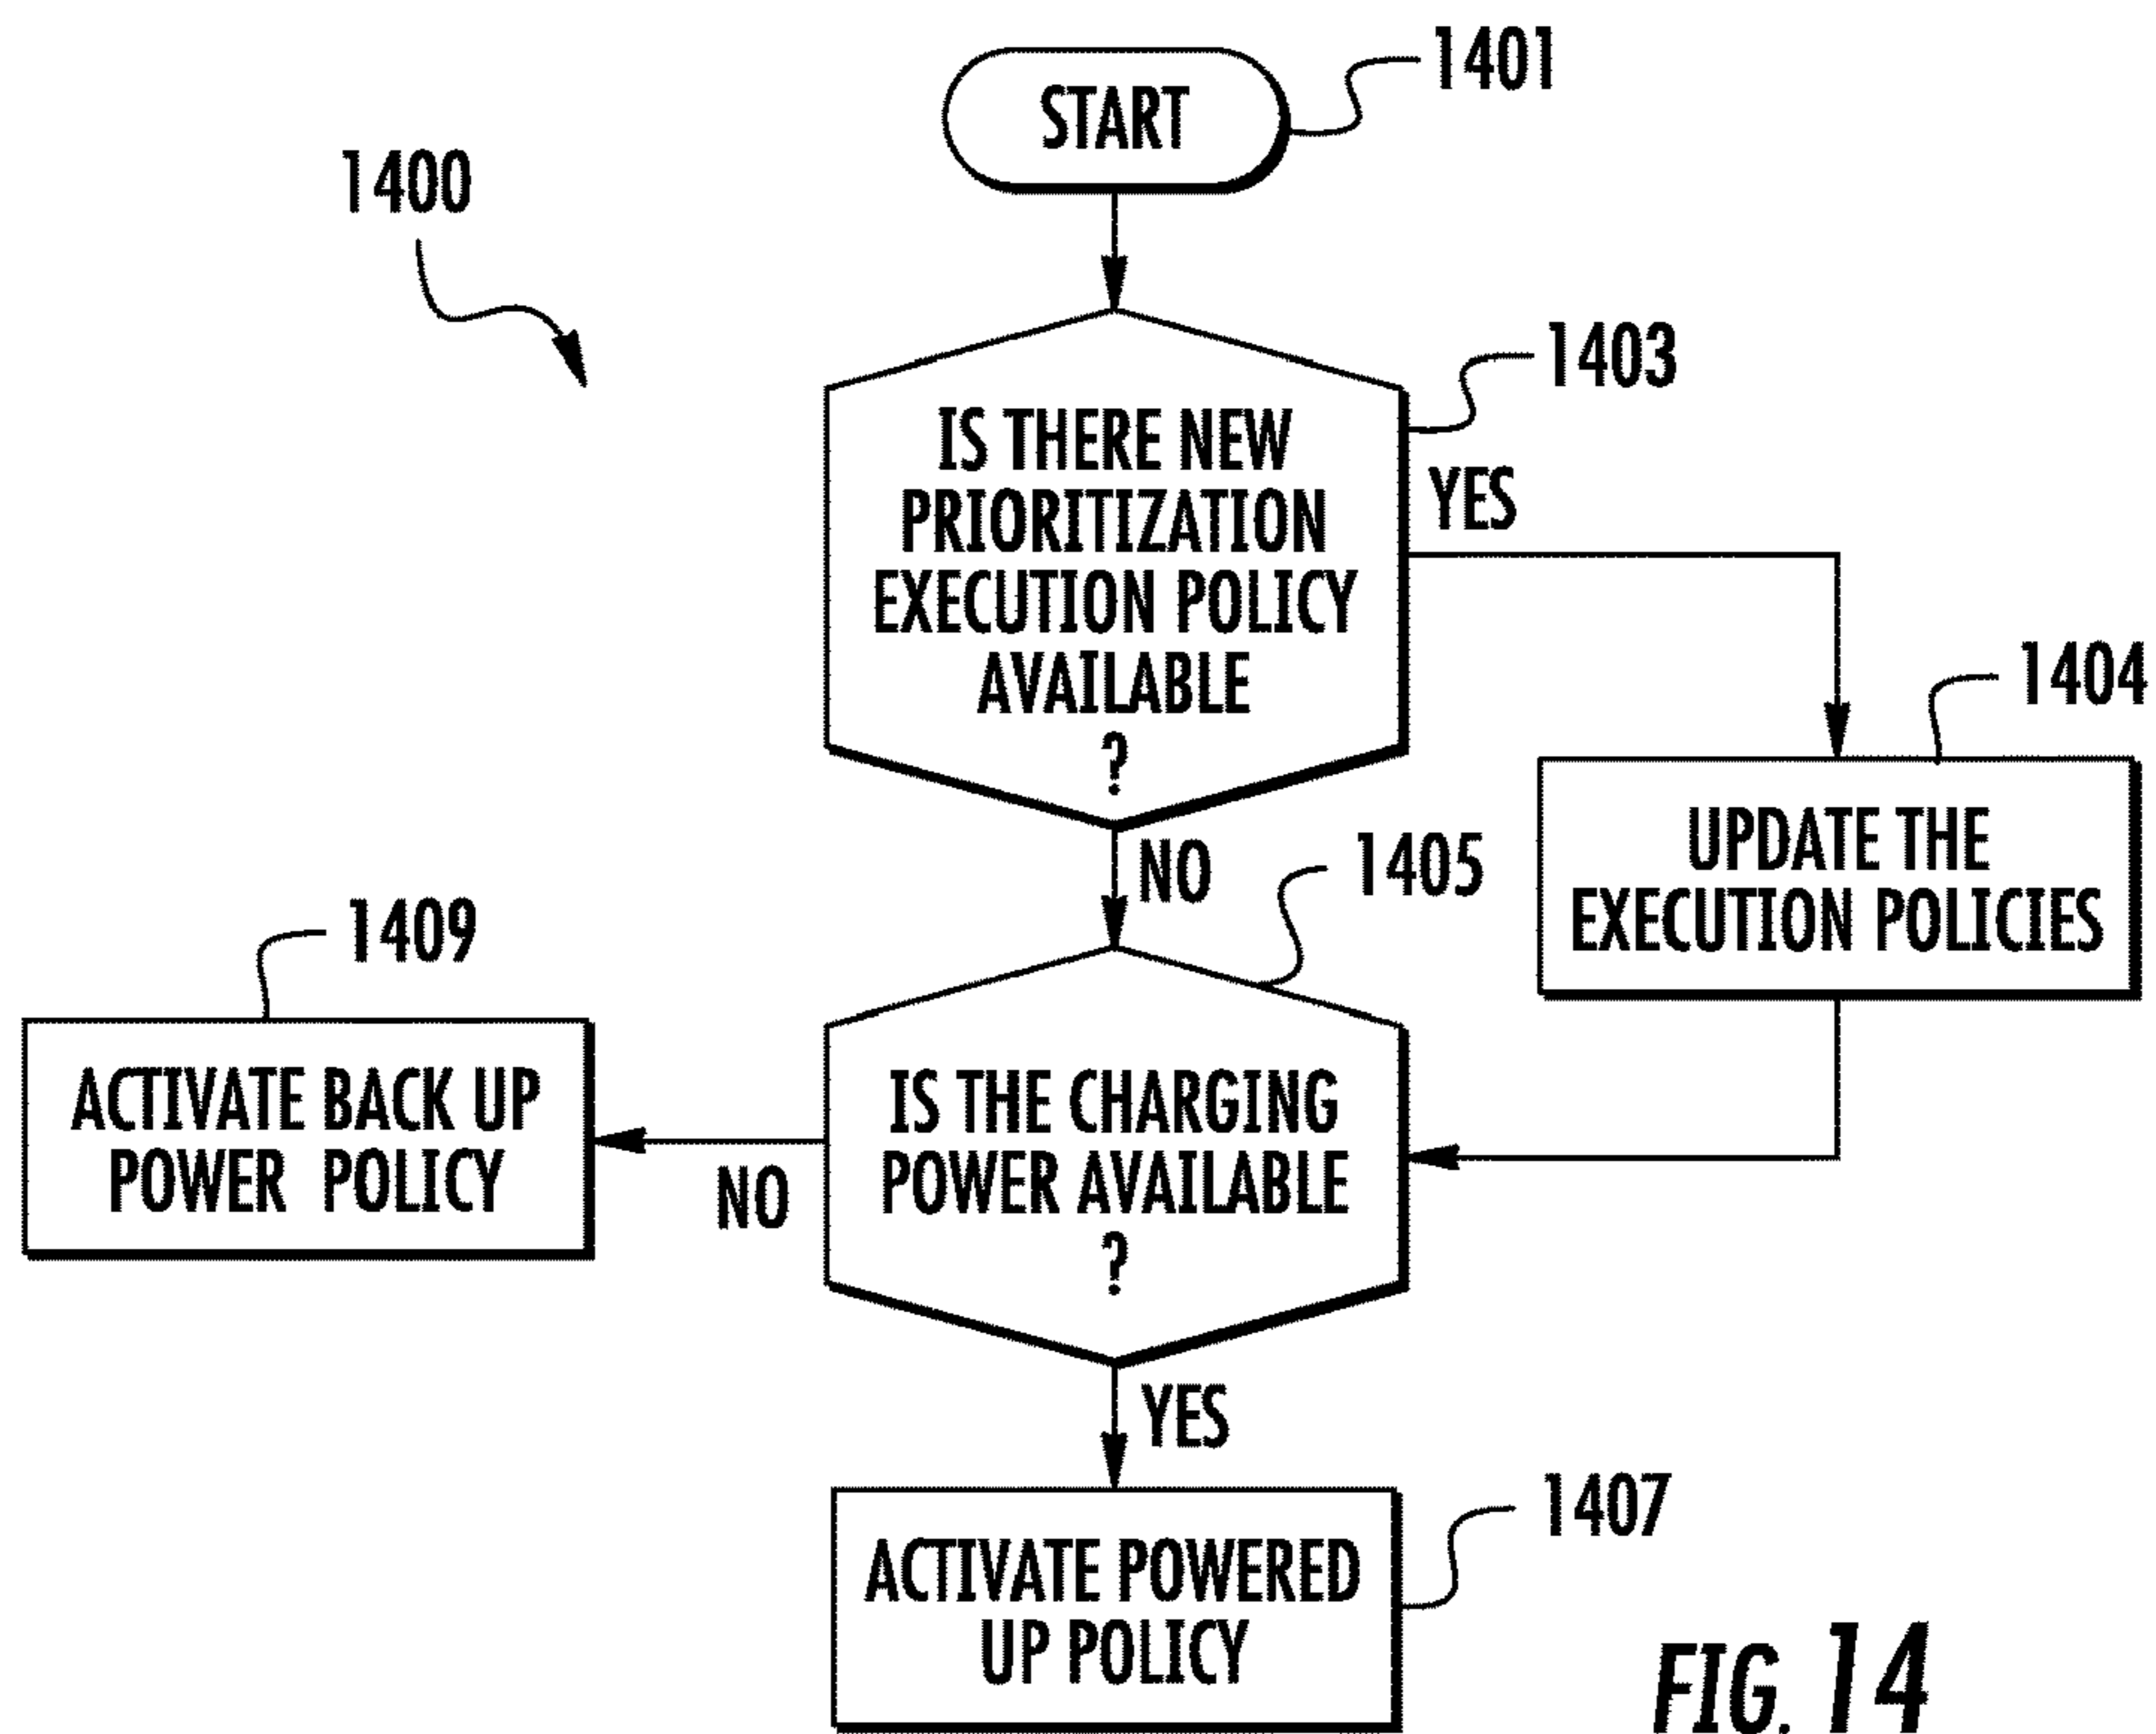 1401
START
1400
1403
IS THERE NEW
PRIORITIZATION
EXECUTION POLICY
AVAILABLE
?
YES
1404
UPDATE THE
EXECUTION POLICIES
NO
1405
1409
ACTIVATE BACK UP
POWER POLICY
NO
IS THE CHARGING
POWER AVAILABLE
?
YES
1407
ACTIVATE POWERED
UP POLICY
FIG. 14